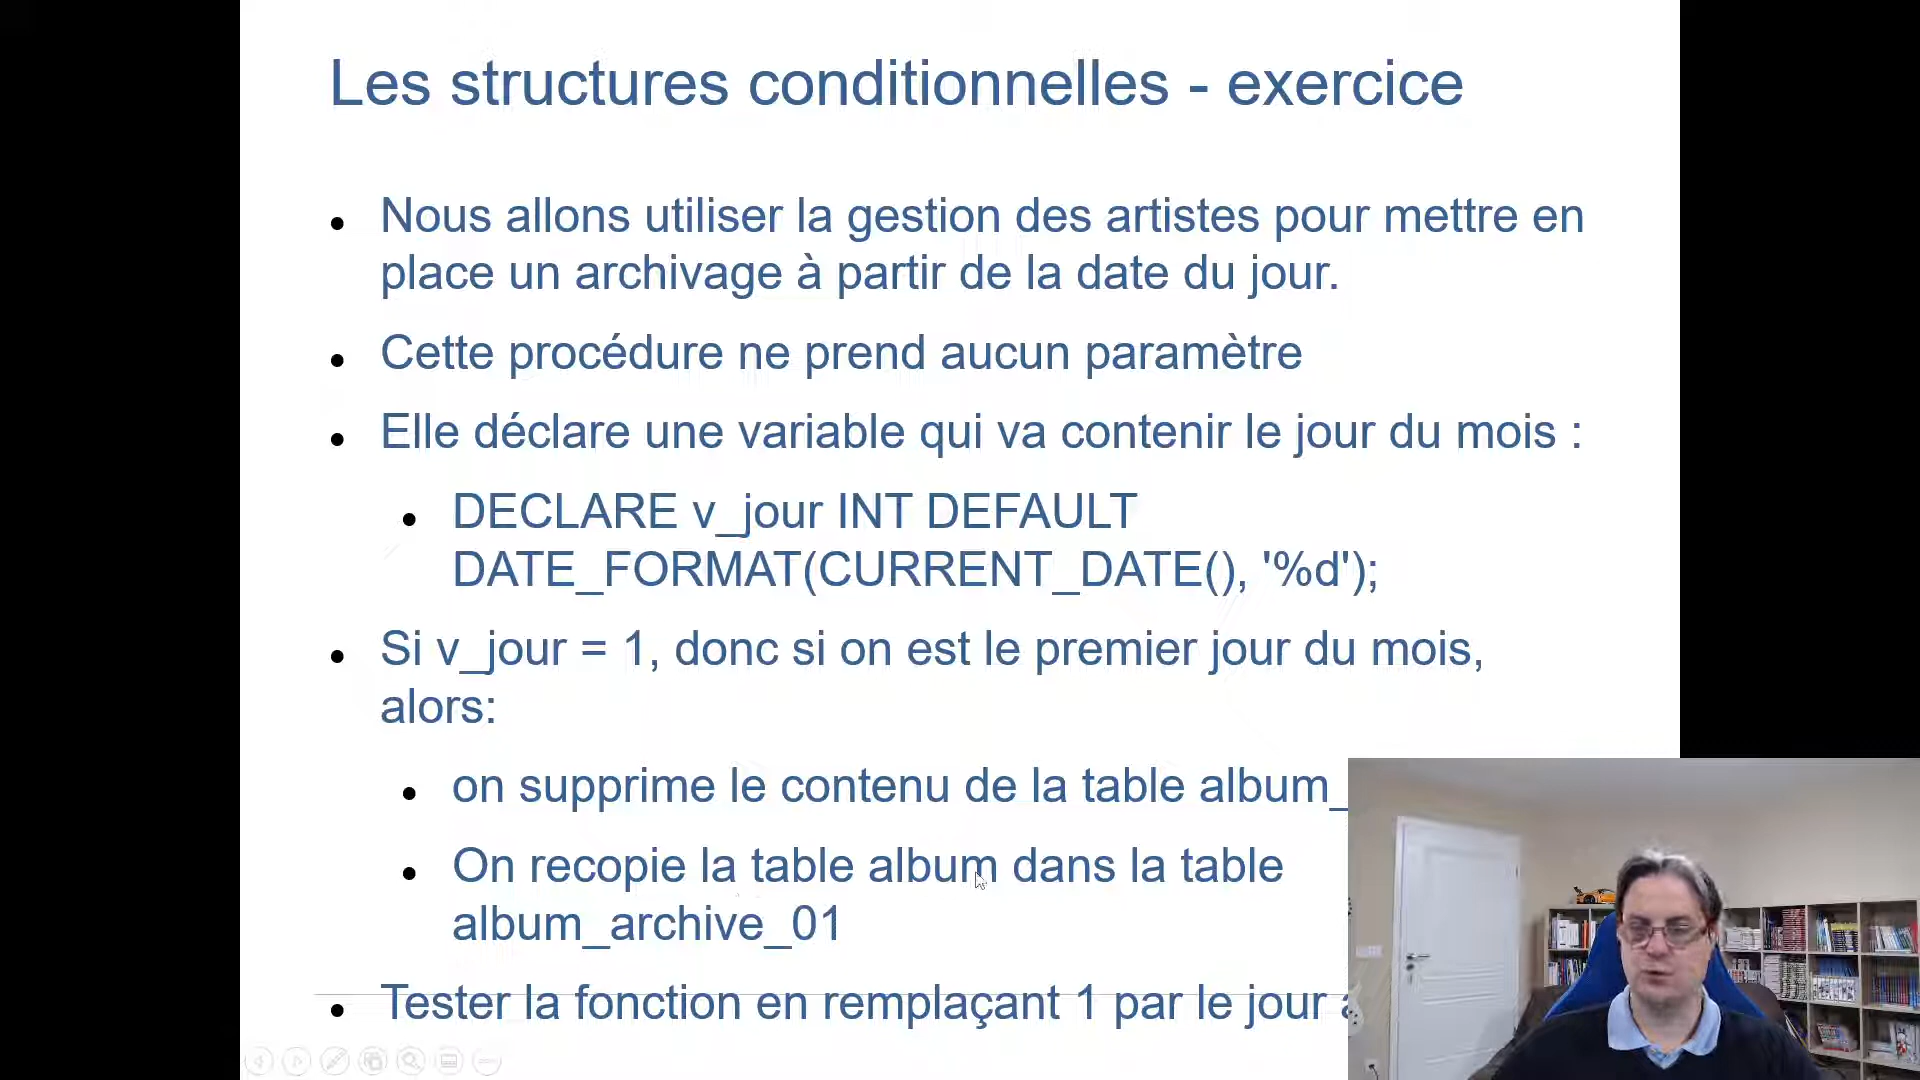 Les structures conditionnelles - exercice
Nous allons utiliser la gestion des artistes pour mettre en
place un archivage à partir de la date du jour.
Cette procédure ne prend aucun paramètre
Elle déclare une variable qui va contenir le jour du mois :
DECLARE v_jour INT DEFAULT
DATE_FORMAT(CURRENT_DATE(), '%d');
Si v_jour = 1, donc si on est le premier jour du mois,
alors:
on supprime le contenu de la table album_
On recopie la table album dans la table
album_archive_01
Tester la fonction en remplaçant 1 par le jour